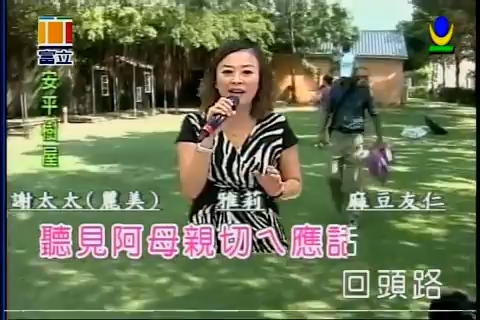 富立
安平樹屋
謝太太(麗美) 雅莉 麻豆友仁
聽見阿母親切ㄟ應話
回頭路